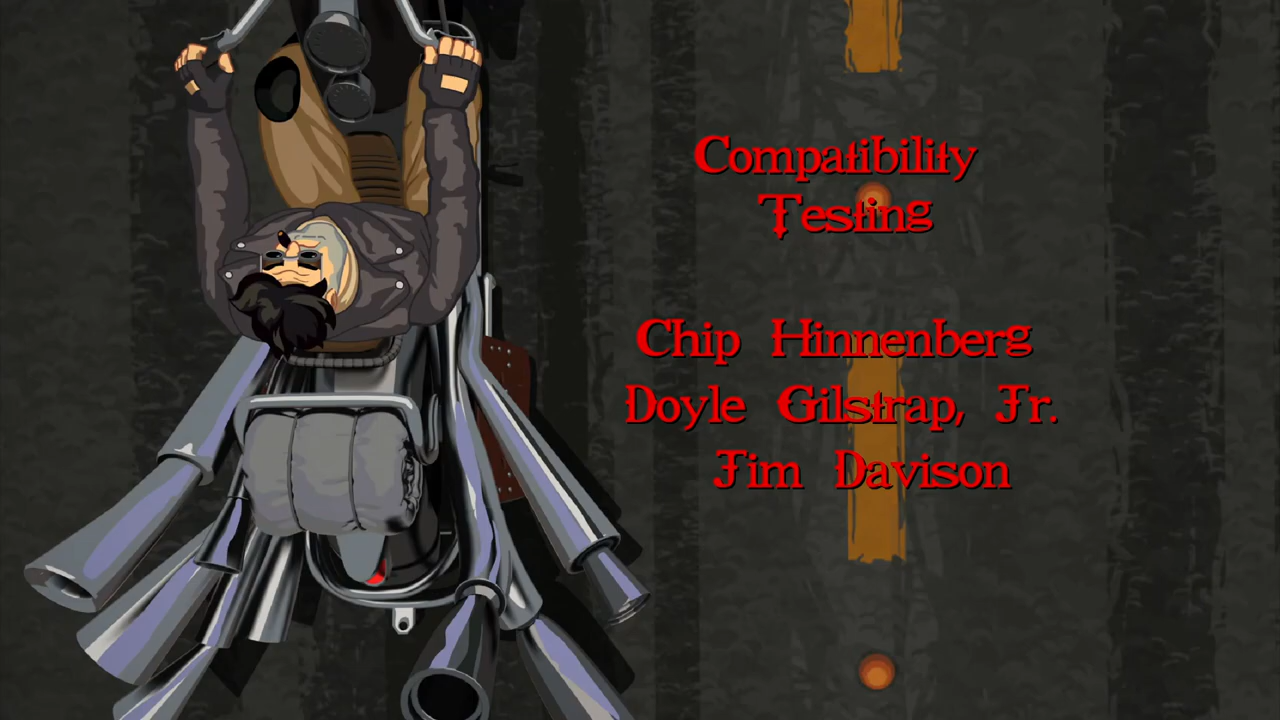 Compatibility
Testing
Chip Hinnenberg
Doyle Gilstrap, Jr.
Jim Davison